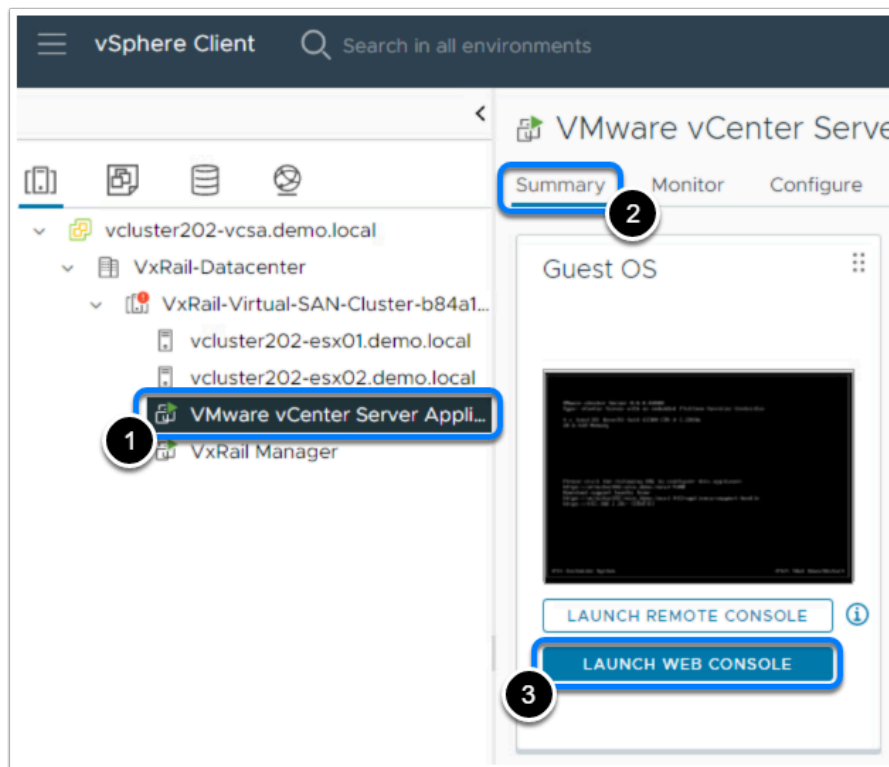 vSphere Client
Search in all environments
VMware vCenter Serve
Summary
Monitor
Configure
2
vcluster202-vcsa.demo.local
VxRail-Datacenter
VxRail-Virtual-SAN-Cluster-b84a1...
vcluster202-esx01.demo.local
vcluster202-esx02.demo.local
VMware vCenter Server Appli...
1
VxRail Manager
Guest OS
LAUNCH REMOTE CONSOLE
LAUNCH WEB CONSOLE
3